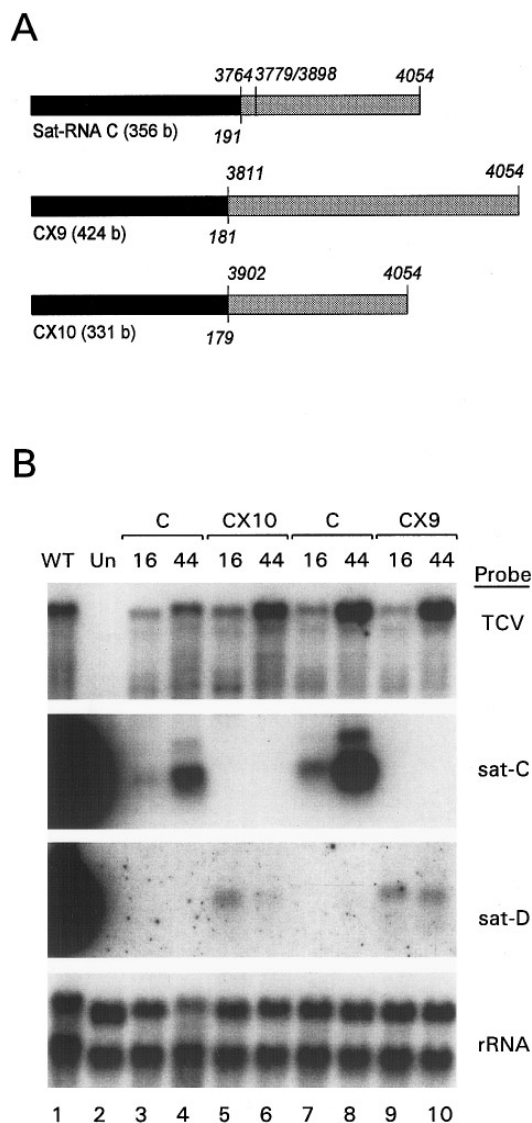 A
3764 3779/3898 4054
Sat-RNA C (356 b) 191
3811 4054
CX9 (424 b) 181
3902 4054
CX10 (331 b) 179
B
C CX10 C CX9
WT Un 16 44 16 44 16 44 16 44 Probe
TCV
sat-C
sat-D
rRNA
1 2 3 4 5 6 7 8 9 10